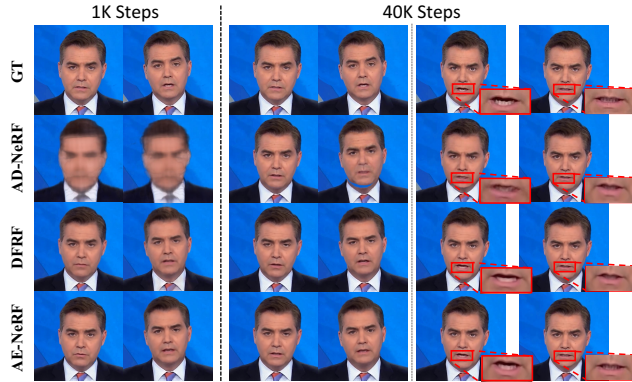 1K Steps
40K Steps
GT
AD-NeRF
DFRF
AE-NeRF